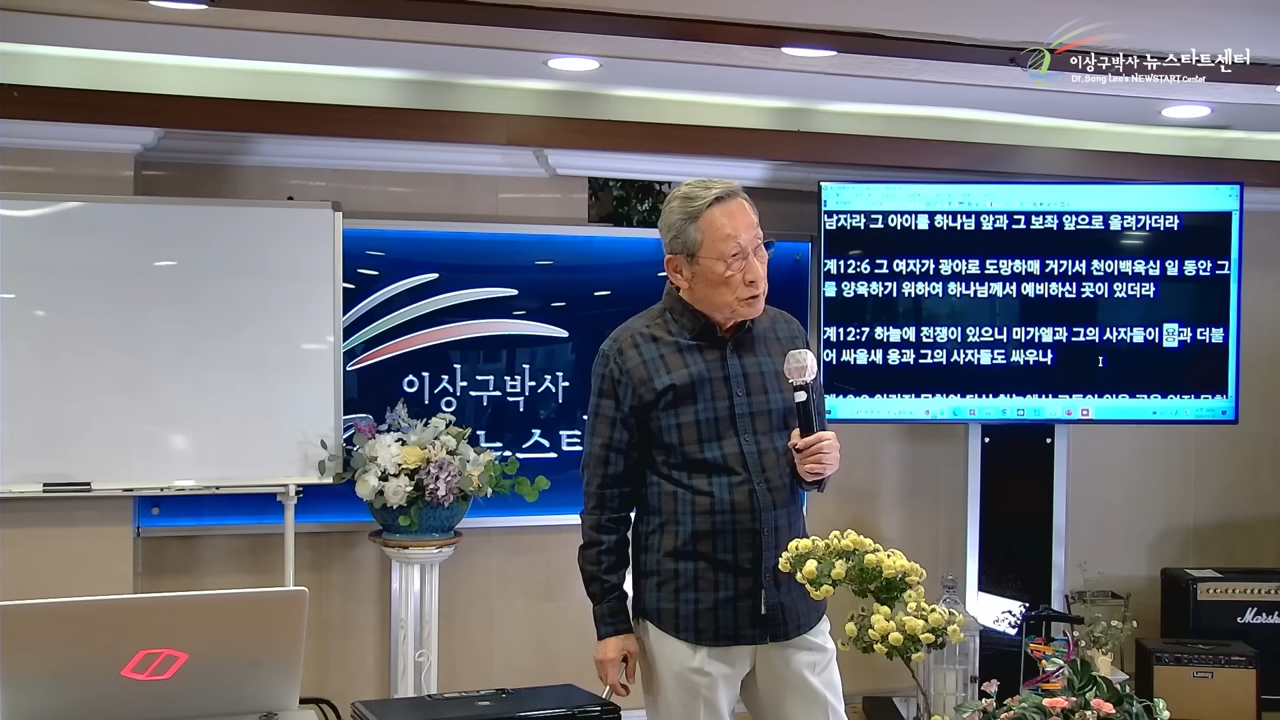 이상구박사 뉴스타트센터
Dr. Sang Lee's NEWSTART Center
남자라 그 아이를 하나님 앞과 그 보좌 앞으로 올려가더라
계12:6 그 여자가 광야로 도망하매 거기서 천이백육십 일 동안 그
를 양육하기 위하여 하나님께서 예비하신 곳이 있더라
계12:7 하늘에 전쟁이 있으니 미가엘과 그의 사자들이 용과 더불
어 싸울새 용과 그의 사자들도 싸우나
이상구박사
뉴스타
Marsh
Laney